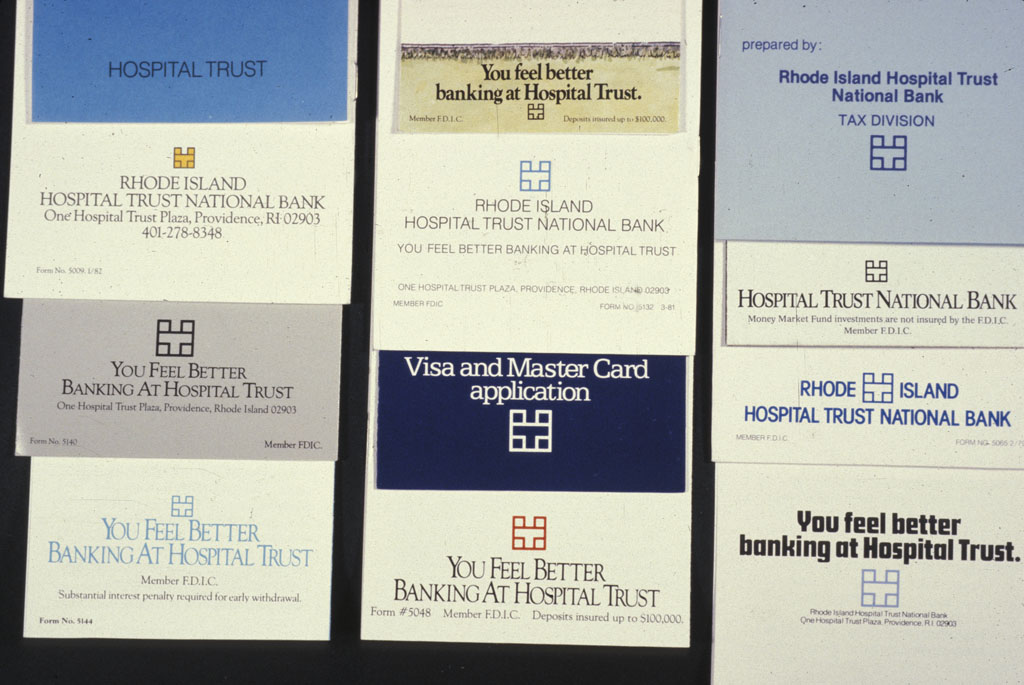 HOSPITAL TRUST
RHODE ISLAND
HOSPITAL TRUST NATIONAL BANK
One Hospital Trust Plaza, Providence, RI 02903
401-278-8348
Form No. 5009 1/82
YOU FEEL BETTER
BANKING AT HOSPITAL TRUST
One Hospital Trust Plaza, Providence, Rhode Island 02903
Form No. 5140
Member FDIC.
YOU FEEL BETTER
BANKING AT HOSPITAL TRUST
Member F.D.I.C.
Substantial interest penalty required for early withdrawal.
Form No. 5144
You feel better
banking at Hospital Trust.
Member F.D.I.C.
Deposits insured up to $100,000.
RHODE ISLAND
HOSPITAL TRUST NATIONAL BANK
YOU FEEL BETTER BANKING AT HOSPITAL TRUST
ONE HOSPITAL TRUST PLAZA, PROVIDENCE, RHODE ISLAND 02903
MEMBER FDIC
FORM NO. 5132 3-81
Visa and Master Card
application
YOU FEEL BETTER
BANKING AT HOSPITAL TRUST
Form #5048 Member F.D.I.C. Deposits insured up to $100,000.
prepared by:
Rhode Island Hospital Trust
National Bank
TAX DIVISION
HOSPITAL TRUST NATIONAL BANK
Money Market Fund investments are not insured by the F.D.I.C.
Member F.D.I.C.
RHODE ISLAND
HOSPITAL TRUST NATIONAL BANK
MEMBER F.D.I.C.
FORM NO. 5065
You feel better
banking at Hospital Trust.
Rhode Island Hospital Trust National Bank
One Hospital Trust Plaza, Providence, R.I. 02903